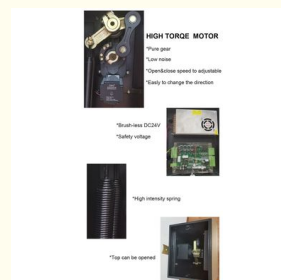 HIGH TORQE MOTOR
*Pure gear
*Low noise
*Open&close speed to adjustable
*Easly to change the direction
*Brush-less DC24V
*Safety voltage
*High intensity spring
*Top can be opened